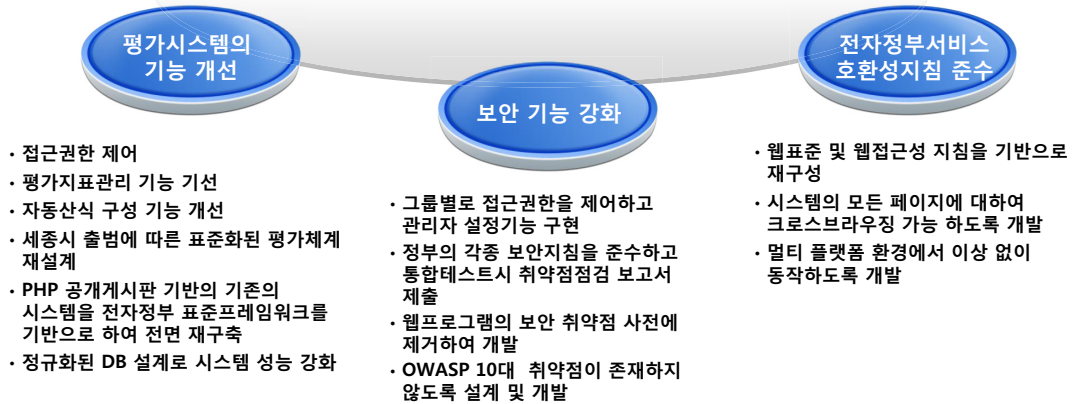 평가시스템의
기능 개선
· 접근권한 제어
· 평가지표관리 기능 기선
· 자동산식 구성 기능 개선
· 세종시 출범에 따른 표준화된 평가체계
재설계
· PHP 공개게시판 기반의 기존의
시스템을 전자정부 표준프레임워크를
기반으로 하여 전면 재구축
· 정규화된 DB 설계로 시스템 성능 강화
보안 기능 강화
· 그룹별로 접근권한을 제어하고
관리자 설정기능 구현
· 정부의 각종 보안지침을 준수하고
통합테스트시 취약점점검 보고서
제출
· 웹프로그램의 보안 취약점 사전에
제거하여 개발
· OWASP 10대 취약점이 존재하지
않도록 설계 및 개발
전자정부서비스
호환성지침 준수
· 웹표준 및 웹접근성 지침을 기반으로
재구성
· 시스템의 모든 페이지에 대하여
크로스브라우징 가능 하도록 개발
· 멀티 플랫폼 환경에서 이상 없이
동작하도록 개발